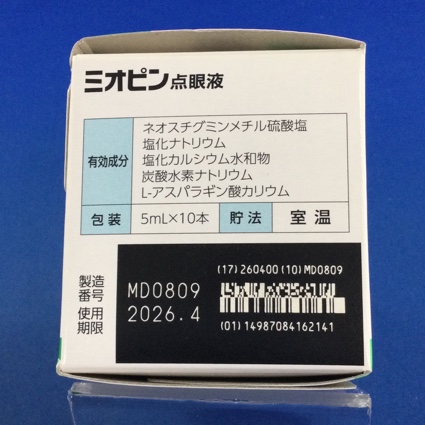 ミオピン点眼液
有効成分
ネオスチグミンメチル硫酸塩
塩化ナトリウム
塩化カルシウム水和物
炭酸水素ナトリウム
L-アスパラギン酸カリウム
包装 5mL×10本 貯法 室温
製造番号 MD0809
使用期限 2026.4
(17)260400(10)MD0809
(01)14987084162141